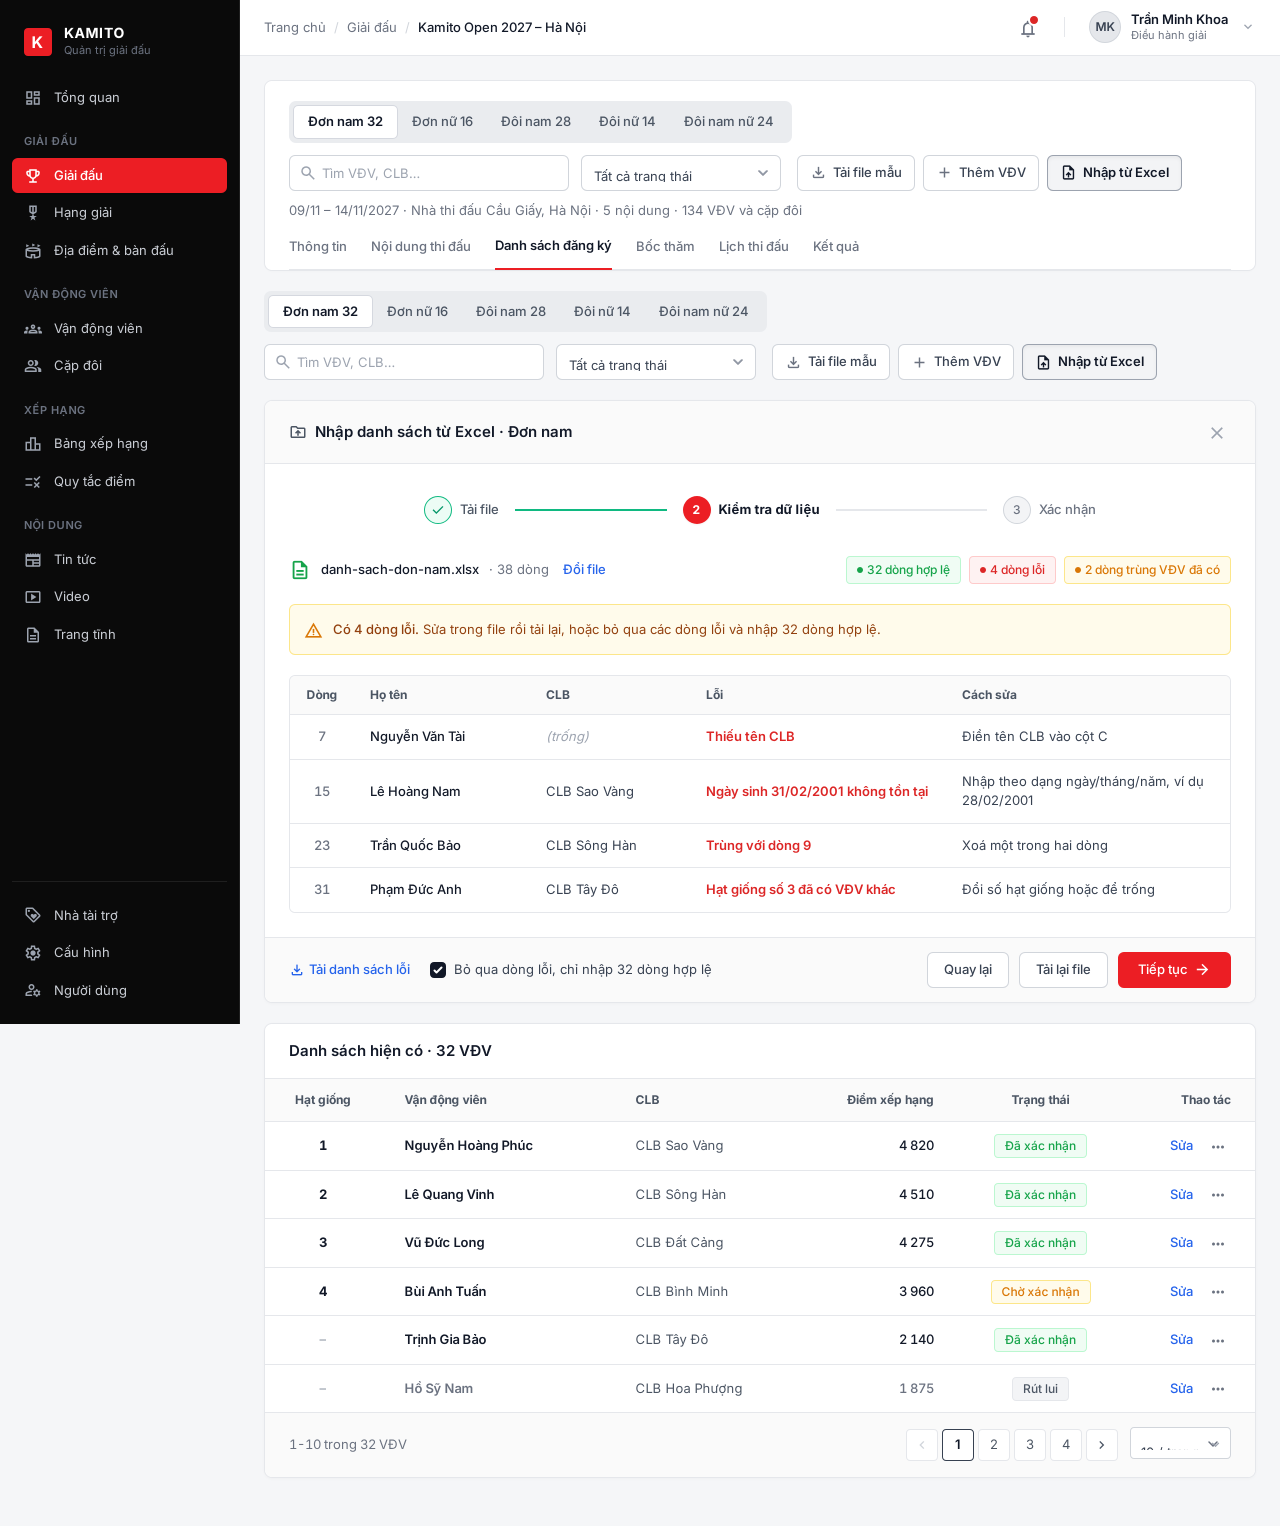 K
KAMITO
Quản trị giải đấu
Tổng quan
GIẢI ĐẤU
Giải đấu
Hạng giải
Địa điểm & bàn đấu
VẬN ĐỘNG VIÊN
Vận động viên
Cặp đôi
XẾP HẠNG
Bảng xếp hạng
Quy tắc điểm
NỘI DUNG
Tin tức
Video
Trang tĩnh
Nhà tài trợ
Cấu hình
Người dùng
Trang chủ / Giải đấu / Kamito Open 2027 – Hà Nội
MK
Trần Minh Khoa
Điều hành giải
Đơn nam 32 Đơn nữ 16 Đôi nam 28 Đôi nữ 14 Đôi nam nữ 24
Tìm VĐV, CLB... Tất cả trạng thái Tải file mẫu Thêm VĐV Nhập từ Excel
09/11 – 14/11/2027 · Nhà thi đấu Cầu Giấy, Hà Nội · 5 nội dung · 134 VĐV và cặp đôi
Thông tin Nội dung thi đấu Danh sách đăng ký Bốc thăm Lịch thi đấu Kết quả
Đơn nam 32 Đơn nữ 16 Đôi nam 28 Đôi nữ 14 Đôi nam nữ 24
Tìm VĐV, CLB... Tất cả trạng thái Tải file mẫu Thêm VĐV Nhập từ Excel
Nhập danh sách từ Excel · Đơn nam
Tải file 2 Kiểm tra dữ liệu 3 Xác nhận
danh-sach-don-nam.xlsx · 38 dòng Đổi file 32 dòng hợp lệ 4 dòng lỗi 2 dòng trùng VĐV đã có
Có 4 dòng lỗi. Sửa trong file rồi tải lại, hoặc bỏ qua các dòng lỗi và nhập 32 dòng hợp lệ.
Dòng Họ tên CLB Lỗi Cách sửa
7 Nguyễn Văn Tài (trống) Thiếu tên CLB Điền tên CLB vào cột C
15 Lê Hoàng Nam CLB Sao Vàng Ngày sinh 31/02/2001 không tồn tại Nhập theo dạng ngày/tháng/năm, ví dụ
28/02/2001
23 Trần Quốc Bảo CLB Sông Hàn Trùng với dòng 9 Xoá một trong hai dòng
31 Phạm Đức Anh CLB Tây Đô Hạt giống số 3 đã có VĐV khác Đổi số hạt giống hoặc để trống
Tải danh sách lỗi Bỏ qua dòng lỗi, chỉ nhập 32 dòng hợp lệ Quay lại Tải lại file Tiếp tục
Danh sách hiện có · 32 VĐV
Hạt giống Vận động viên CLB Điểm xếp hạng Trạng thái Thao tác
1 Nguyễn Hoàng Phúc CLB Sao Vàng 4 820 Đã xác nhận Sửa
2 Lê Quang Vinh CLB Sông Hàn 4 510 Đã xác nhận Sửa
3 Vũ Đức Long CLB Đất Cảng 4 275 Đã xác nhận Sửa
4 Bùi Anh Tuấn CLB Bình Minh 3 960 Chờ xác nhận Sửa
– Trịnh Gia Bảo CLB Tây Đô 2 140 Đã xác nhận Sửa
– Hồ Sỹ Nam CLB Hoa Phượng 1 875 Rút lui Sửa
1-10 trong 32 VĐV 1 2 3 4